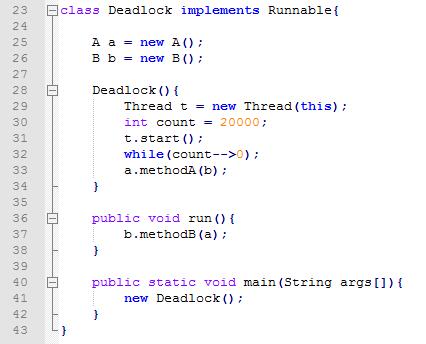 23 class Deadlock implements Runnable{
24
25     A a = new A();
26     B b = new B();
27
28     Deadlock(){
29         Thread t = new Thread(this);
30         int count = 20000;
31         t.start();
32         while(count-->0);
33         a.methodA(b);
34     }
35
36     public void run(){
37         b.methodB(a);
38     }
39
40     public static void main(String args[]){
41         new Deadlock();
42     }
43 }